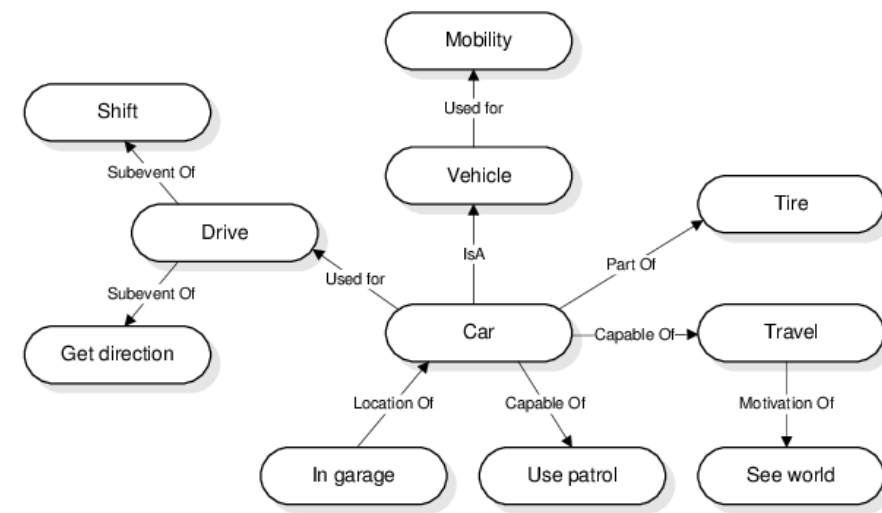 Mobility
Shift
Used for
Subevent Of
Vehicle
Tire
Drive
IsA
Part Of
Used for
Subevent Of
Get direction
Car
Capable Of
Travel
Location Of
Capable Of
Motivation Of
In garage
Use patrol
See world